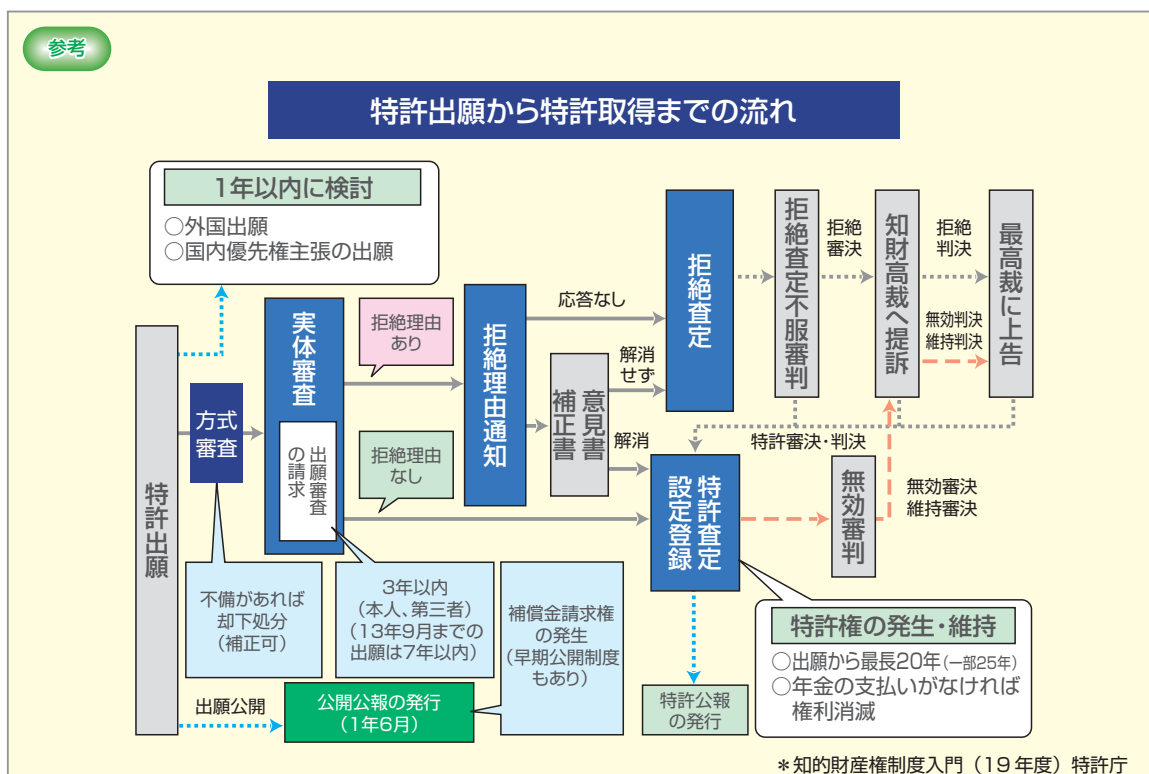 参考
特許出願から特許取得までの流れ
1年以内に検討
○外国出願
○国内優先権主張の出願
特許出願
方式
審査
不備があれば
却下処分
(補正可)
実体審査
出願審査
の請求
3年以内
(本人、第三者)
(13年9月までの
出願は7年以内)
出願公開
公開公報の発行
(1年6月)
補償金請求権
の発生
(早期公開制度
もあり)
拒絶理由
あり
拒絶理由
なし
拒絶理由通知
応答なし
意見書
補正書
解消
せず
解消
拒絶査定
拒絶査定不服審判
拒絶
審決
知財高裁へ提訴
拒絶
判決
無効判決
維持判決
最高裁に上告
特許審決・判決
特許査定
設定登録
無効審判
無効審決
維持審決
特許公報
の発行
特許権の発生・維持
○出願から最長20年(一部25年)
○年金の支払いがなければ
権利消滅
*知的財産権制度入門(19年度)特許庁